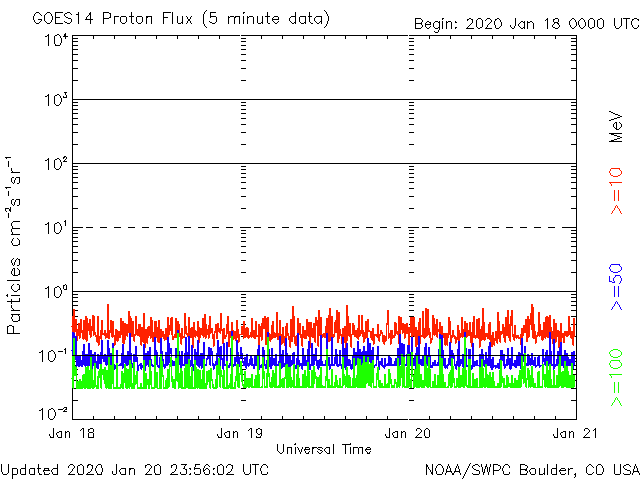 GOES14 Proton Flux (5 minute data)
Begin: 2020 Jan 18 0000 UTC
10⁴
10³
10²
10¹
10⁰
10⁻¹
10⁻²
Particles cm⁻²s⁻¹sr⁻¹
MeV
>=10
>=50
>=100
Jan 18
Jan 19
Jan 20
Jan 21
Universal Time
Updated 2020 Jan 20 23:56:02 UTC
NOAA/SWPC Boulder, CO USA